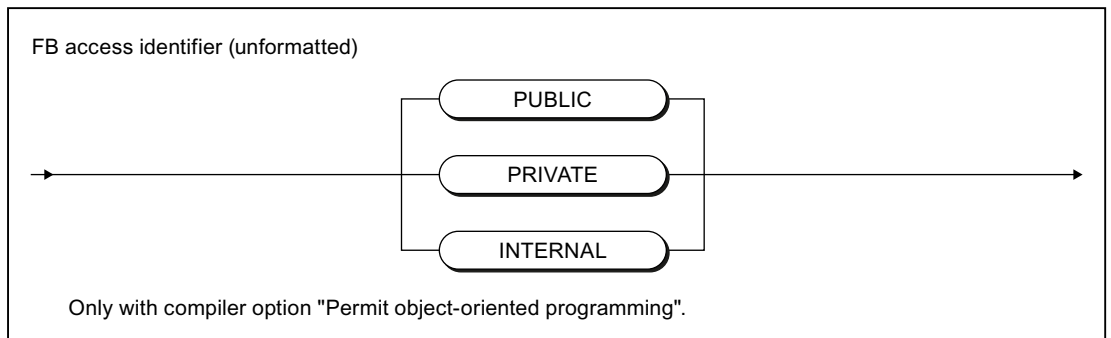 FB access identifier (unformatted)
PUBLIC
PRIVATE
INTERNAL
Only with compiler option "Permit object-oriented programming".